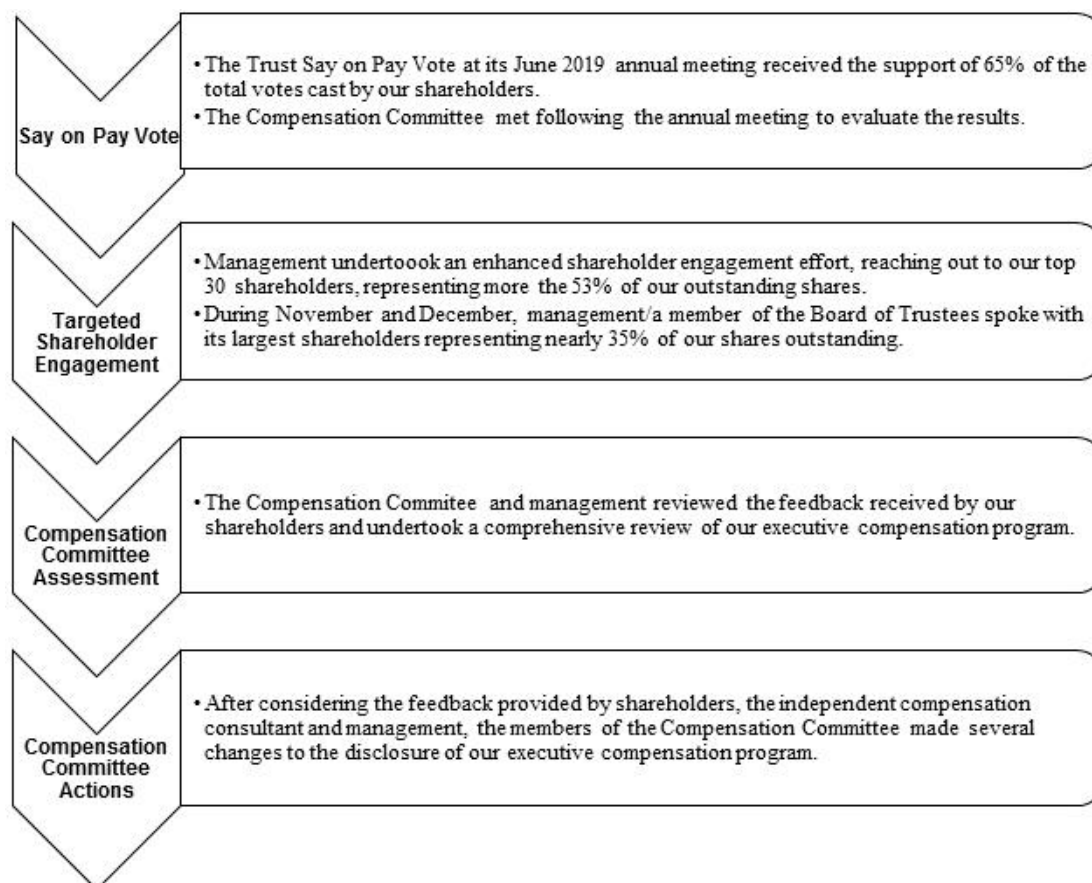 Say on Pay Vote
• The Trust Say on Pay Vote at its June 2019 annual meeting received the support of 65% of the
total votes cast by our shareholders.
• The Compensation Committee met following the annual meeting to evaluate the results.
Targeted
Shareholder
Engagement
• Management undertoook an enhanced shareholder engagement effort, reaching out to our top
30 shareholders, representing more the 53% of our outstanding shares.
• During November and December, management/a member of the Board of Trustees spoke with
its largest shareholders representing nearly 35% of our shares outstanding.
Compensation
Committee
Assessment
• The Compensation Commitee and management reviewed the feedback received by our
shareholders and undertook a comprehensive review of our executive compensation program.
Compensation
Committee
Actions
• After considering the feedback provided by shareholders, the independent compensation
consultant and management, the members of the Compensation Committee made several
changes to the disclosure of our executive compensation program.